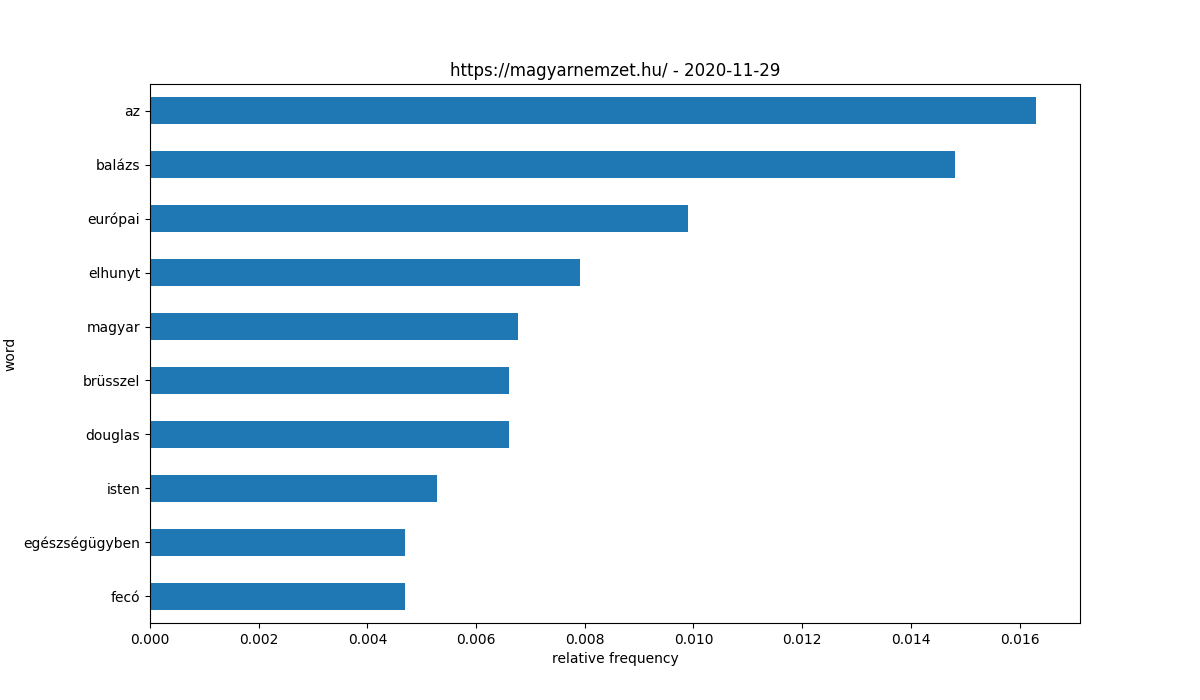 https://magyarnemzet.hu/ - 2020-11-29
az
balázs
európai
elhunyt
magyar
brüsszel
douglas
isten
egészségügyben
fecó
word
0.000 0.002 0.004 0.006 0.008 0.010 0.012 0.014 0.016
relative frequency